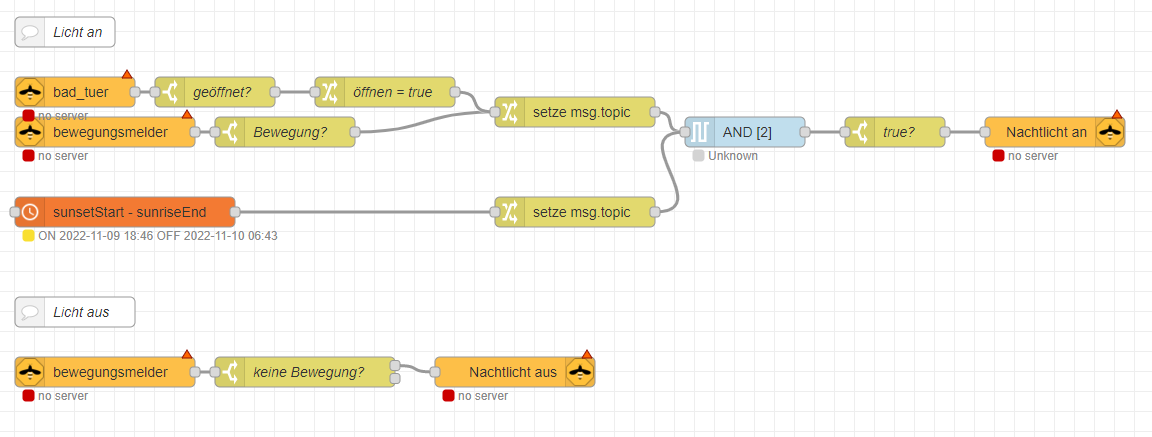 Licht an
bad_tuer
geöffnet?
öffnen = true
no server
setze msg.topic
bewegungsmelder
Bewegung?
AND [2]
true?
Nachtlicht an
no server
Unknown
no server
sunsetStart - sunriseEnd
setze msg.topic
ON 2022-11-09 18:46 OFF 2022-11-10 06:43
Licht aus
bewegungsmelder
keine Bewegung?
Nachtlicht aus
no server
no server